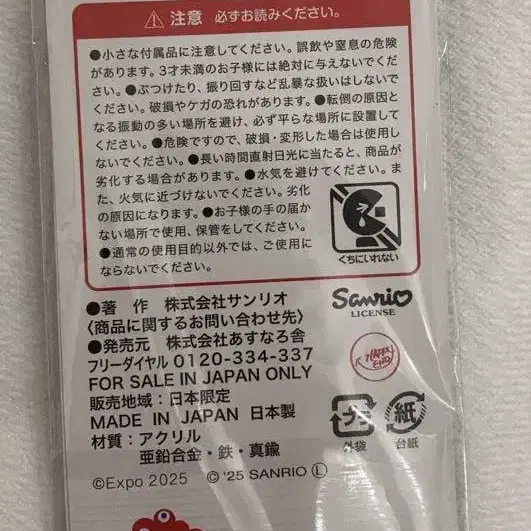 注意 必ずお読みください。
●小さな付属品に注意してください。誤飲や窒息の危険
があります。3才未満のお子様には絶対に与えないでくだ
さい。●ぶつけたり、振り回すなど乱暴な扱いはしないで
ください。破損やケガの恐れがあります。●転倒の原因と
なる振動の多い場所を避け、必ず平らな場所に設置して
ください。●危険ですので、破損・変形した場合は使用し
ないでください。●長い時間直射日光に当たると、商品が
劣化する場合があります。●水気を避けてください。ま
た、火気に近づけないでください。劣化
の原因になります。●お子様の手の届か
ない場所で使用、保管をしてください。
●通常の使用目的以外では、ご使用に
ならないでください。
くちにいれない
●著 作 株式会社サンリオ
〈商品に関するお問い合わせ先〉
●発売元 株式会社あすなろ舎
フリーダイヤル 0120-334-337
FOR SALE IN JAPAN ONLY
販売地域：日本限定
MADE IN JAPAN 日本製
材質：アクリル
亜鉛合金・鉄・真鍮
©Expo 2025 © '25 SANRIO Ⓛ
Sanrio
LICENSE
HAPPY
END
プラ
外袋
紙
台紙